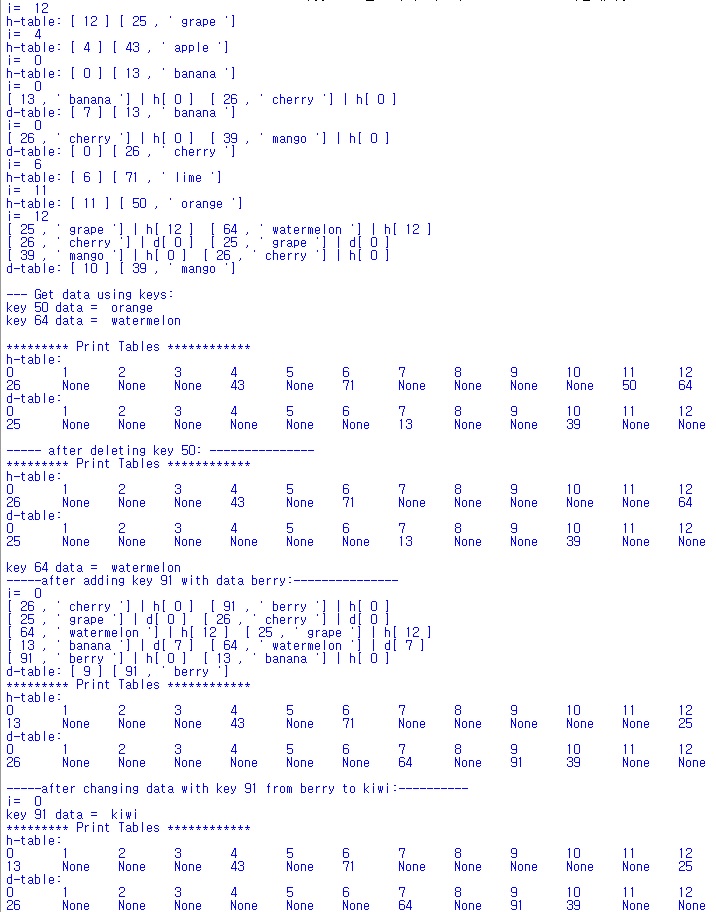 i=  12
h-table: [ 12 ] [ 25 , ' grape ']
i=  4
h-table: [ 4 ] [ 43 , ' apple ']
i=  0
h-table: [ 0 ] [ 13 , ' banana ']
i=  0
[ 13 , ' banana '] | h[ 0 ]  [ 26 , ' cherry '] | h[ 0 ]
d-table: [ 7 ] [ 13 , ' banana ']
i=  0
[ 26 , ' cherry '] | h[ 0 ]  [ 39 , ' mango '] | h[ 0 ]
d-table: [ 0 ] [ 26 , ' cherry ']
i=  6
h-table: [ 6 ] [ 71 , ' lime ']
i=  11
h-table: [ 11 ] [ 50 , ' orange ']
i=  12
[ 25 , ' grape '] | h[ 12 ]  [ 64 , ' watermelon '] | h[ 12 ]
[ 26 , ' cherry '] | d[ 0 ]  [ 25 , ' grape '] | d[ 0 ]
[ 39 , ' mango '] | h[ 0 ]  [ 26 , ' cherry '] | h[ 0 ]
d-table: [ 10 ] [ 39 , ' mango ']
--- Get data using keys:
key 50 data =  orange
key 64 data =  watermelon
********* Print Tables ************
h-table:
0 1 2 3 4 5 6 7 8 9 10 11 12
26 None None None 43 None 71 None None None None 50 64
d-table:
0 1 2 3 4 5 6 7 8 9 10 11 12
25 None None None None None None 13 None None 39 None None
----- after deleting key 50: ---------------
********* Print Tables ************
h-table:
0 1 2 3 4 5 6 7 8 9 10 11 12
26 None None None 43 None 71 None None None None None 64
d-table:
0 1 2 3 4 5 6 7 8 9 10 11 12
25 None None None None None None 13 None None 39 None None
key 64 data =  watermelon
-----after adding key 91 with data berry:---------------
i=  0
[ 26 , ' cherry '] | h[ 0 ]  [ 91 , ' berry '] | h[ 0 ]
[ 25 , ' grape '] | d[ 0 ]  [ 26 , ' cherry '] | d[ 0 ]
[ 64 , ' watermelon '] | h[ 12 ]  [ 25 , ' grape '] | h[ 12 ]
[ 13 , ' banana '] | d[ 7 ]  [ 64 , ' watermelon '] | d[ 7 ]
[ 91 , ' berry '] | h[ 0 ]  [ 13 , ' banana '] | h[ 0 ]
d-table: [ 9 ] [ 91 , ' berry ']
********* Print Tables ************
h-table:
0 1 2 3 4 5 6 7 8 9 10 11 12
13 None None None 43 None 71 None None None None None 25
d-table:
0 1 2 3 4 5 6 7 8 9 10 11 12
26 None None None None None None 64 None 91 39 None None
-----after changing data with key 91 from berry to kiwi:----------
i=  0
key 91 data =  kiwi
********* Print Tables ************
h-table:
0 1 2 3 4 5 6 7 8 9 10 11 12
13 None None None 43 None 71 None None None None None 25
d-table:
0 1 2 3 4 5 6 7 8 9 10 11 12
26 None None None None None None 64 None 91 39 None None